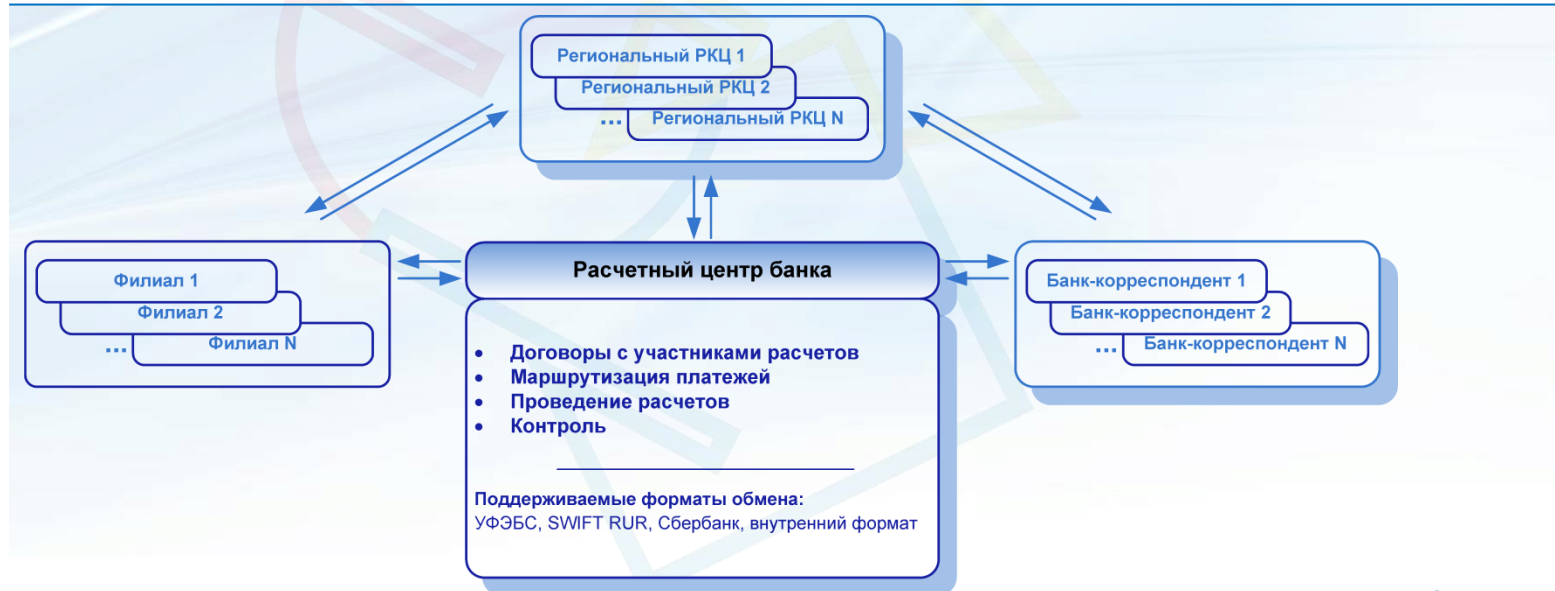 Региональный РКЦ 1
Региональный РКЦ 2
... Региональный РКЦ N
Филиал 1
Филиал 2
... Филиал N
Расчетный центр банка
Банк-корреспондент 1
Банк-корреспондент 2
... Банк-корреспондент N
• Договоры с участниками расчетов
• Маршрутизация платежей
• Проведение расчетов
• Контроль
Поддерживаемые форматы обмена:
УФЭБС, SWIFT RUR, Сбербанк, внутренний формат